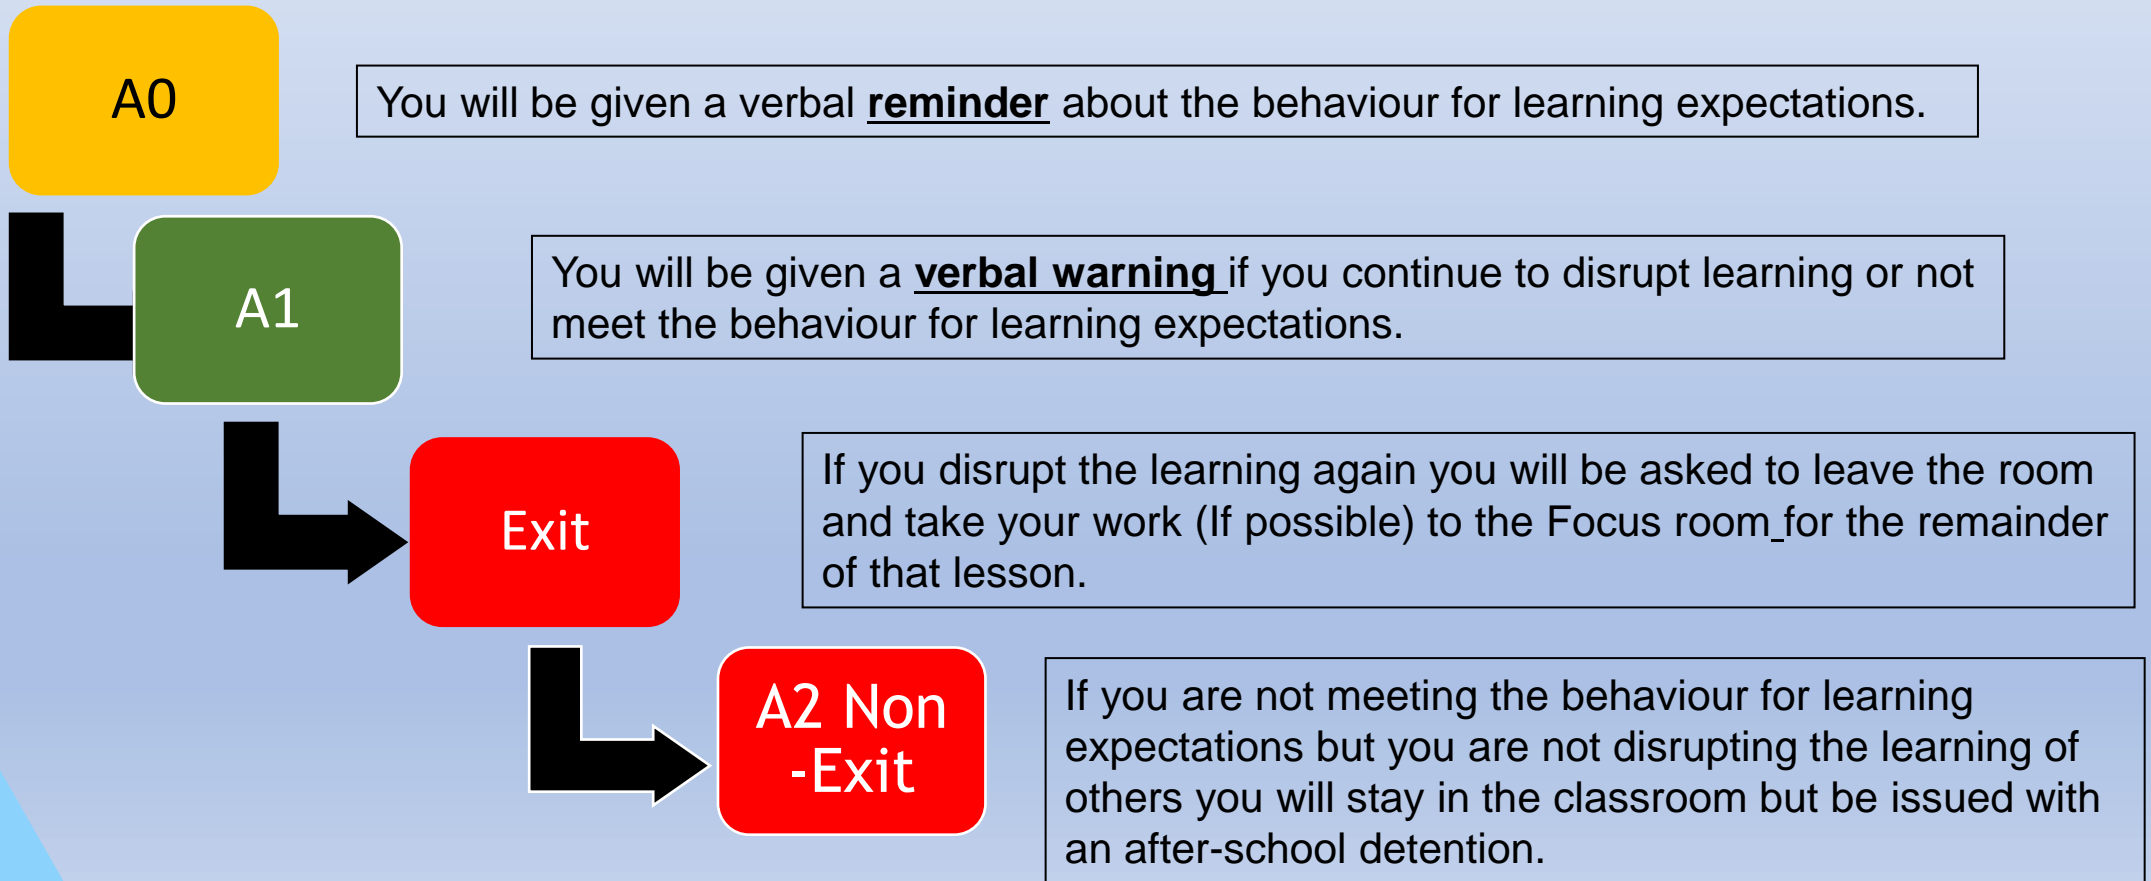 A0
You will be given a verbal reminder about the behaviour for learning expectations.
A1
You will be given a verbal warning if you continue to disrupt learning or not
meet the behaviour for learning expectations.
Exit
If you disrupt the learning again you will be asked to leave the room
and take your work (If possible) to the Focus room for the remainder
of that lesson.
A2 Non
-Exit
If you are not meeting the behaviour for learning
expectations but you are not disrupting the learning of
others you will stay in the classroom but be issued with
an after-school detention.